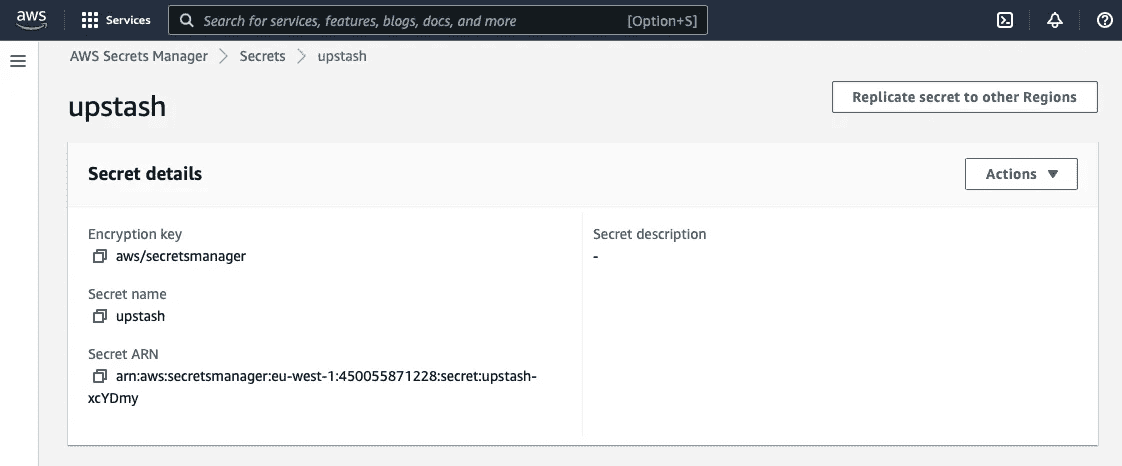 aws Services Search for services, features, blogs, docs, and more [Option+S]
AWS Secrets Manager Secrets upstash
upstash
Replicate secret to other Regions
Secret details
Actions
Encryption key
aws/secretsmanager
Secret name
upstash
Secret ARN
arn:aws:secretsmanager:eu-west-1:450055871228:secret:upstash-
xcYDmy
Secret description
-